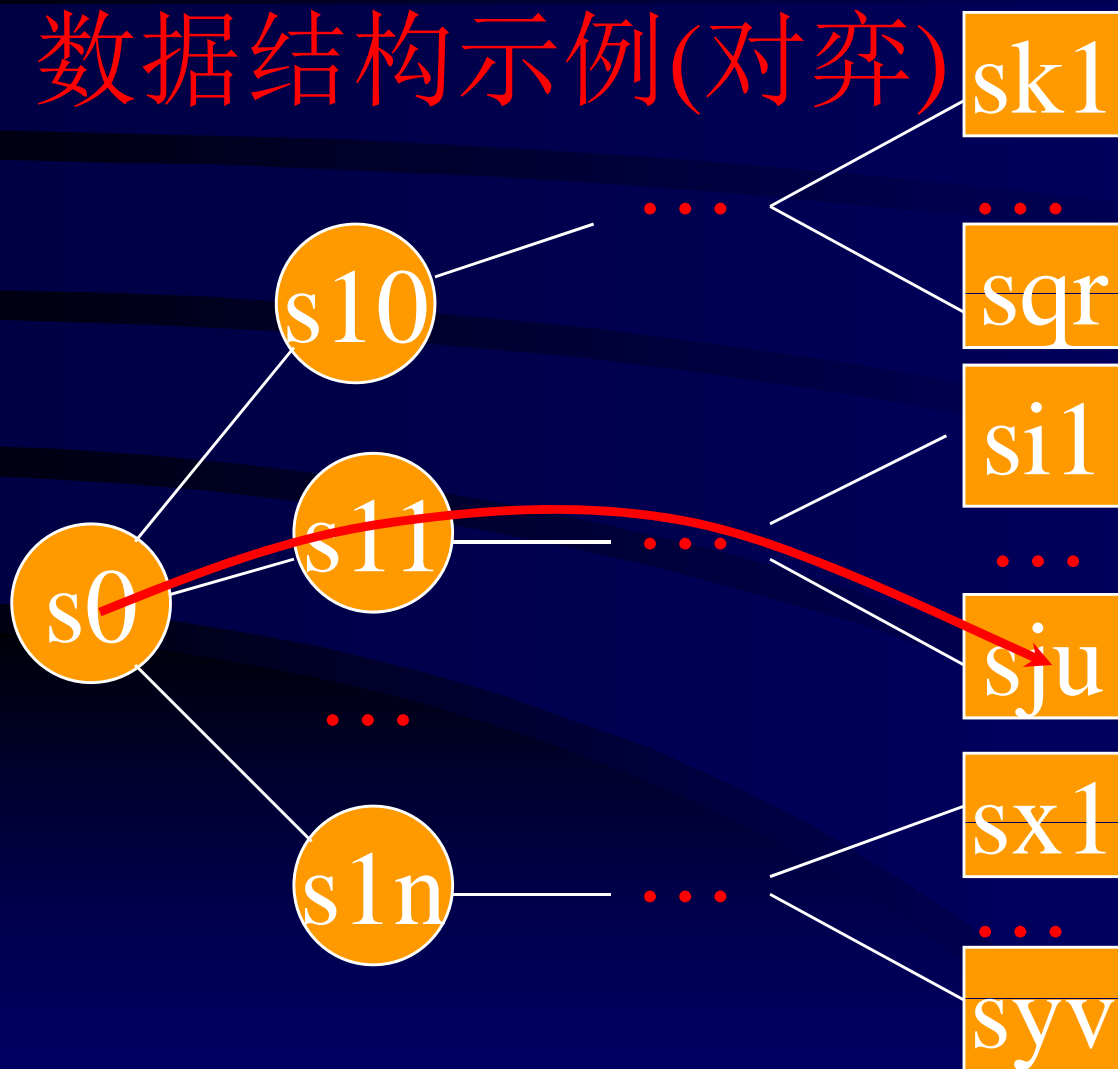 数据结构示例(对弈)
sk1
… …
sqr
s10
si1
s11
… …
s0
sju
…
sx1
s1n
… …
syv